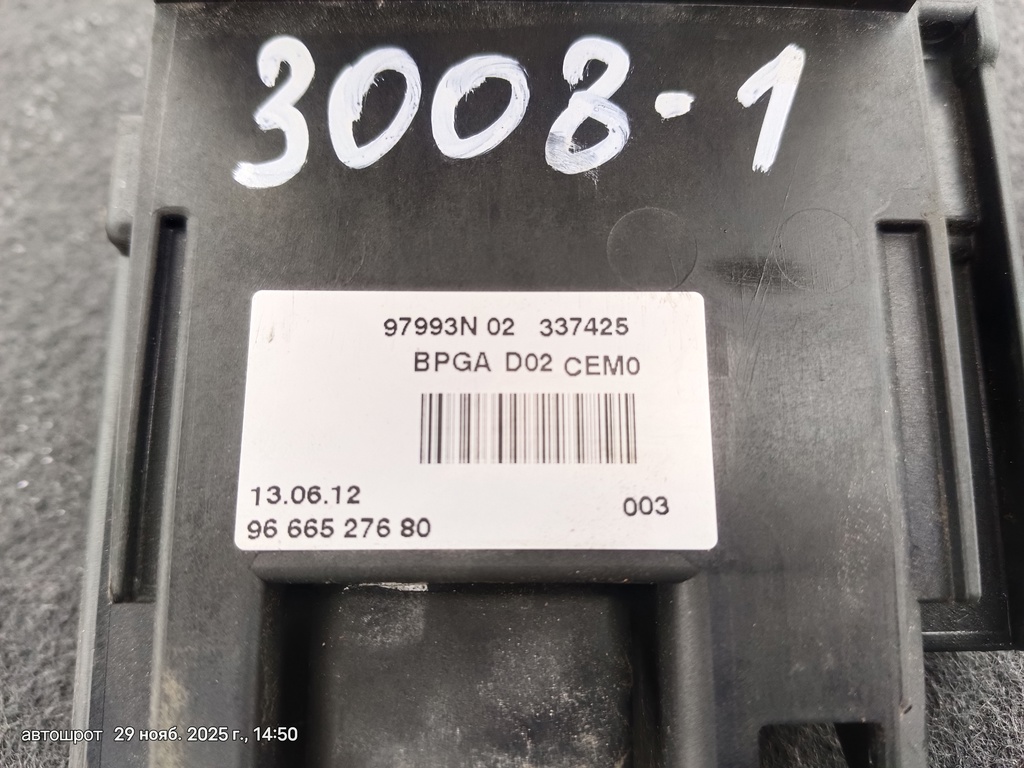 3008-1
97993N 02 337425
BPGA D02 CEM0
13.06.12
003
96 665 276 80
автошрот 29 нояб. 2025 г., 14:50